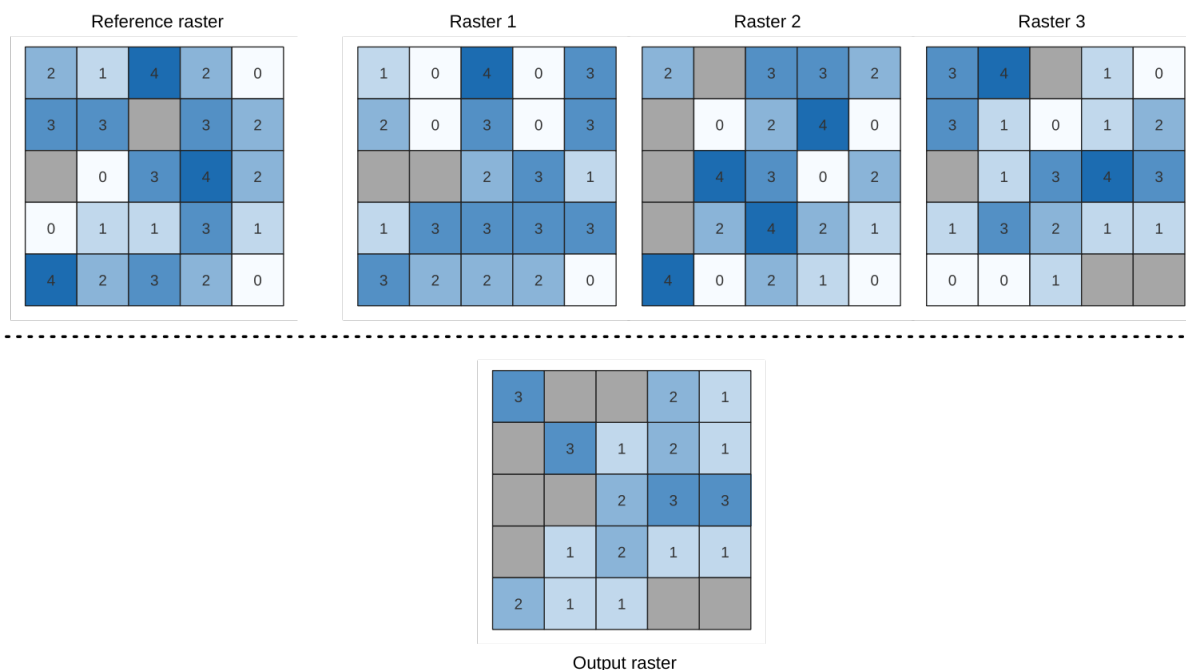 Reference raster Raster 1 Raster 2 Raster 3
2 1 4 2 0 1 0 4 0 3 2 3 3 2 3 4 1 0
3 3 3 2 2 0 3 0 3 0 2 4 0 3 1 0 1 2
0 3 4 2 2 3 1 4 3 0 2 1 3 4 3
0 1 1 3 1 1 3 3 3 3 2 4 2 1 1 3 2 1 1
4 2 3 2 0 3 2 2 2 0 4 0 2 1 0 0 0 1
3 2 1
3 1 2 1
2 3 3
1 2 1 1
2 1 1
Output raster